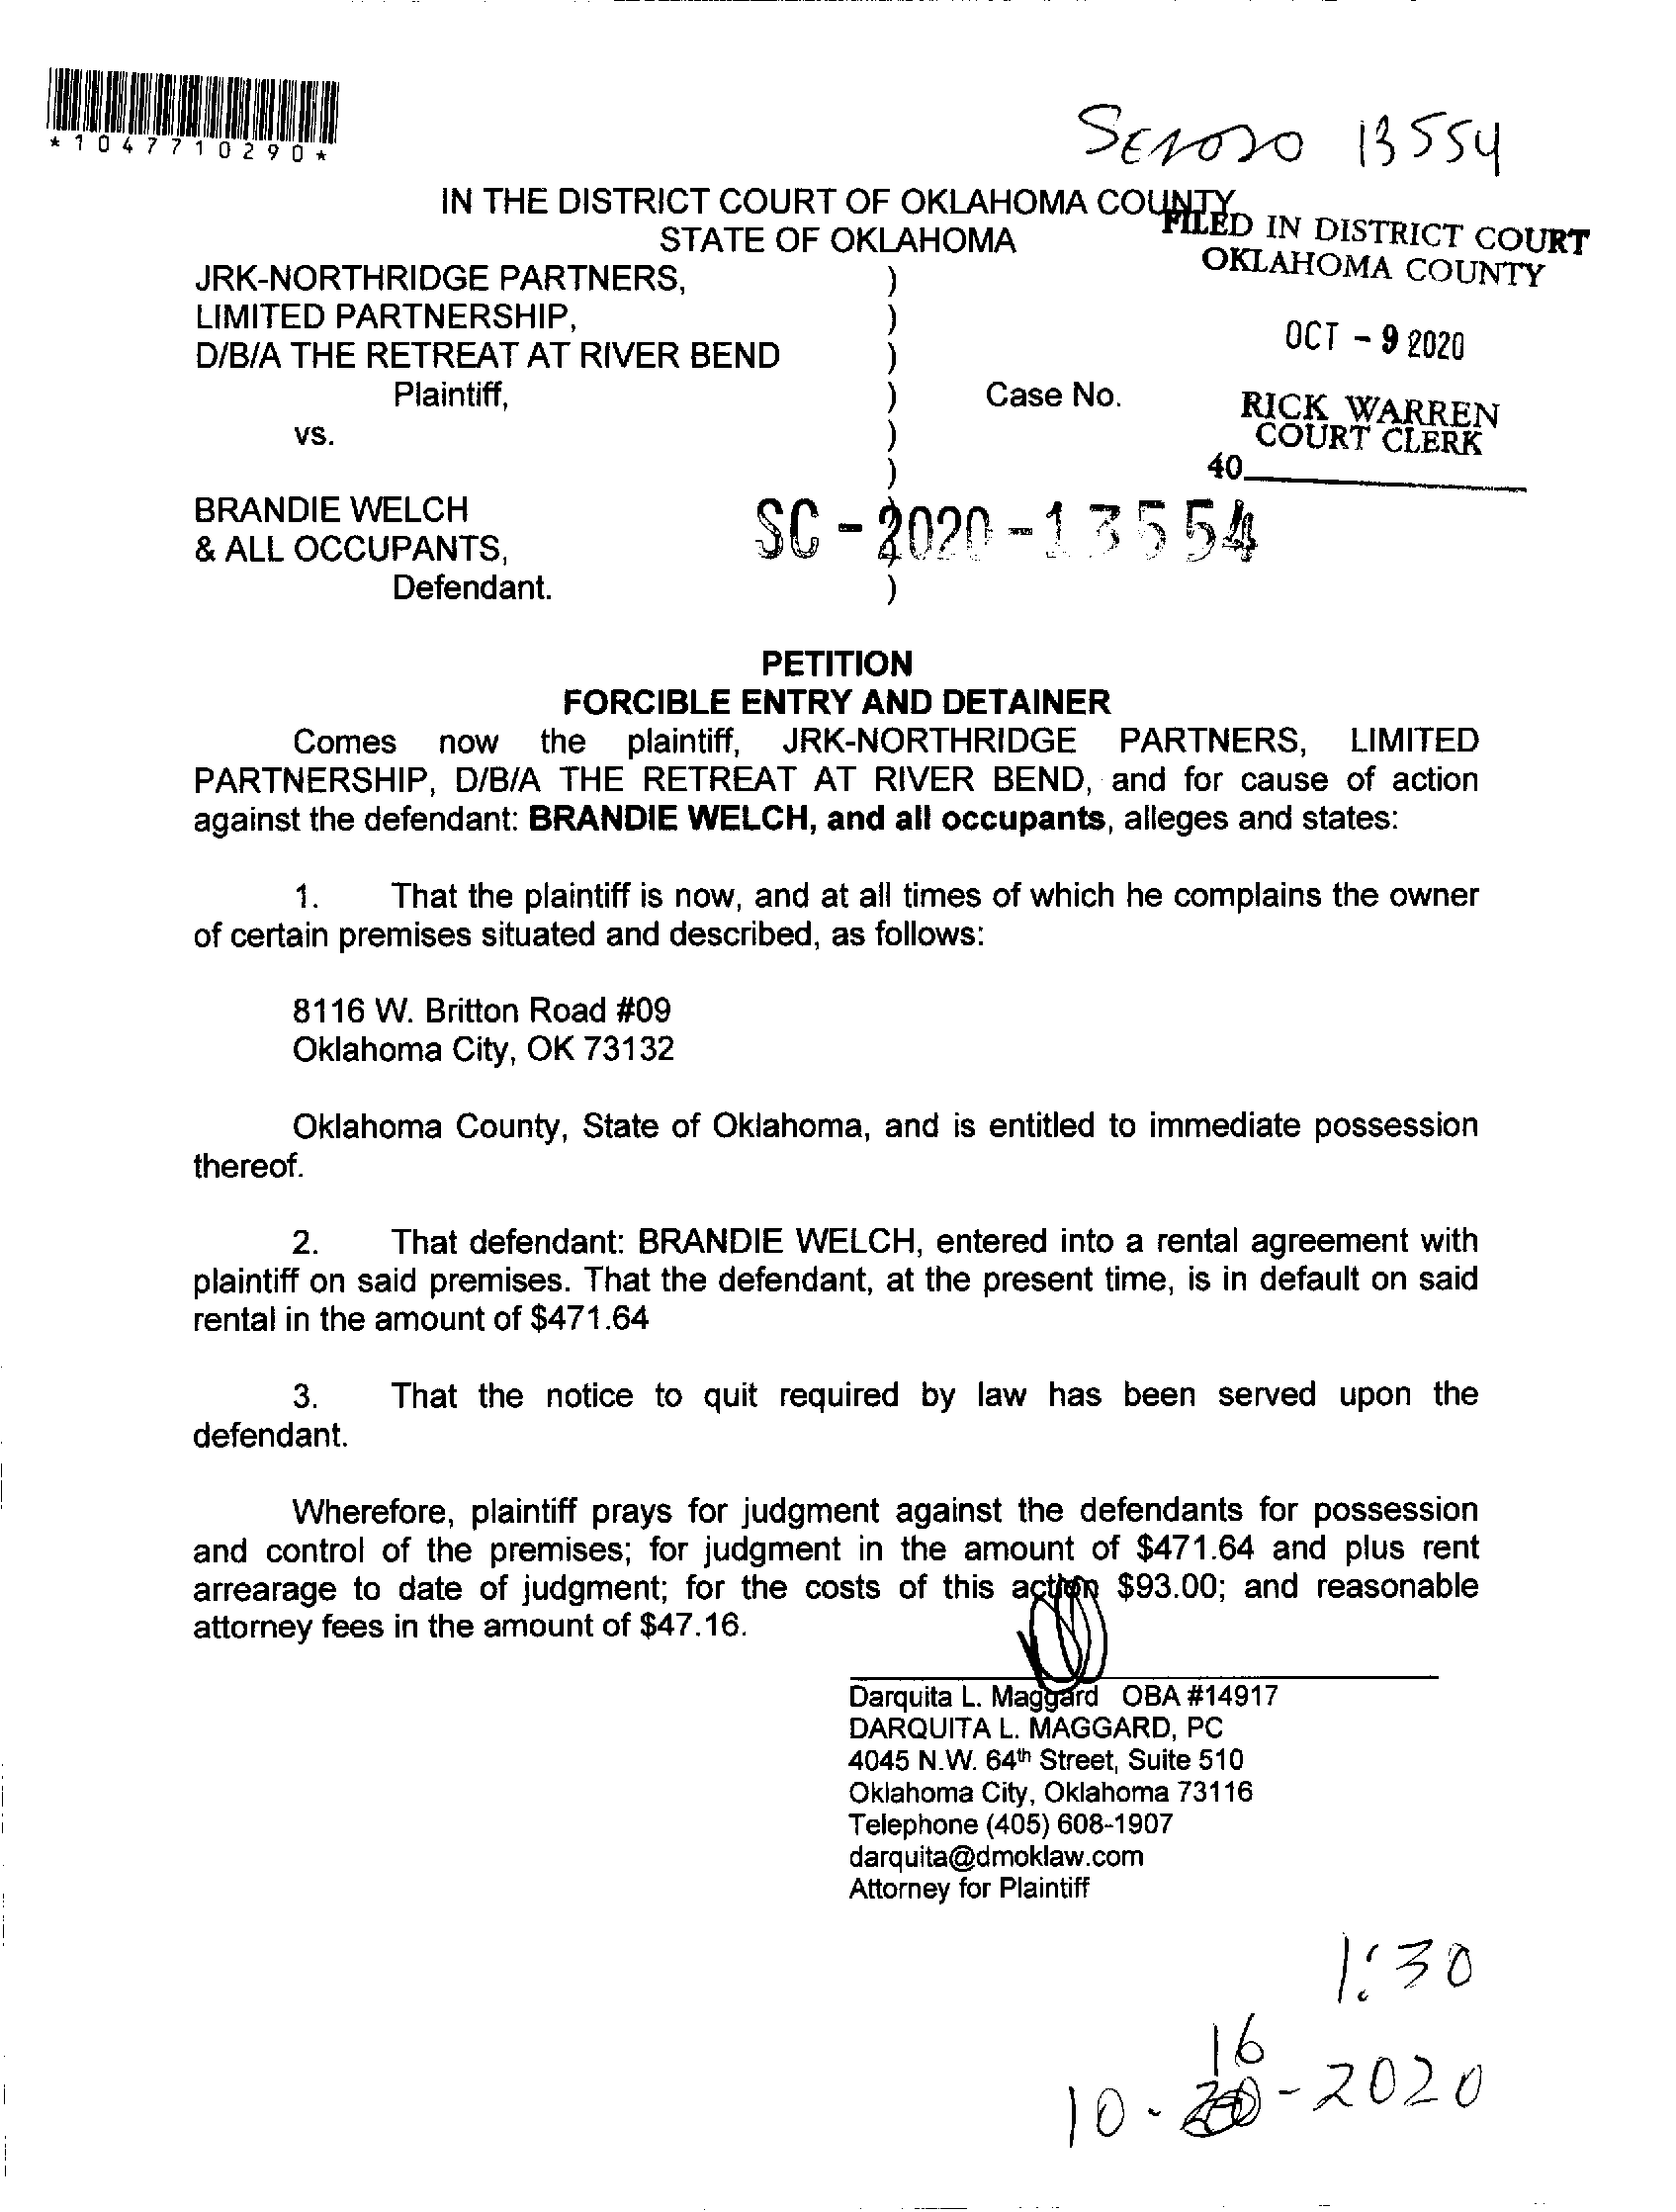 *1047710290*
13554
IN THE DISTRICT COURT OF OKLAHOMA COUNTY
STATE OF OKLAHOMA
FILED IN DISTRICT COURT
OKLAHOMA COUNTY
JRK-NORTHRIDGE PARTNERS, )
LIMITED PARTNERSHIP, )
D/B/A THE RETREAT AT RIVER BEND )
OCT - 9 2020
Plaintiff, ) Case No.
RICK WARREN
COURT CLERK
vs. )
)
40
BRANDIE WELCH )
SC - 2020 - 13554
& ALL OCCUPANTS, )
Defendant. )
PETITION
FORCIBLE ENTRY AND DETAINER
Comes now the plaintiff, JRK-NORTHRIDGE PARTNERS, LIMITED
PARTNERSHIP, D/B/A THE RETREAT AT RIVER BEND, and for cause of action
against the defendant: BRANDIE WELCH, and all occupants, alleges and states:
1. That the plaintiff is now, and at all times of which he complains the owner
of certain premises situated and described, as follows:
8116 W. Britton Road #09
Oklahoma City, OK 73132
Oklahoma County, State of Oklahoma, and is entitled to immediate possession
thereof.
2. That defendant: BRANDIE WELCH, entered into a rental agreement with
plaintiff on said premises. That the defendant, at the present time, is in default on said
rental in the amount of $471.64
3. That the notice to quit required by law has been served upon the
defendant.
Wherefore, plaintiff prays for judgment against the defendants for possession
and control of the premises; for judgment in the amount of $471.64 and plus rent
arrearage to date of judgment; for the costs of this action $93.00; and reasonable
attorney fees in the amount of $47.16.
Darquita L. Maggard OBA #14917
DARQUITA L. MAGGARD, PC
4045 N.W. 64th Street, Suite 510
Oklahoma City, Oklahoma 73116
Telephone (405) 608-1907
darquita@dmoklaw.com
Attorney for Plaintiff
1:30
16
10 - - 2020